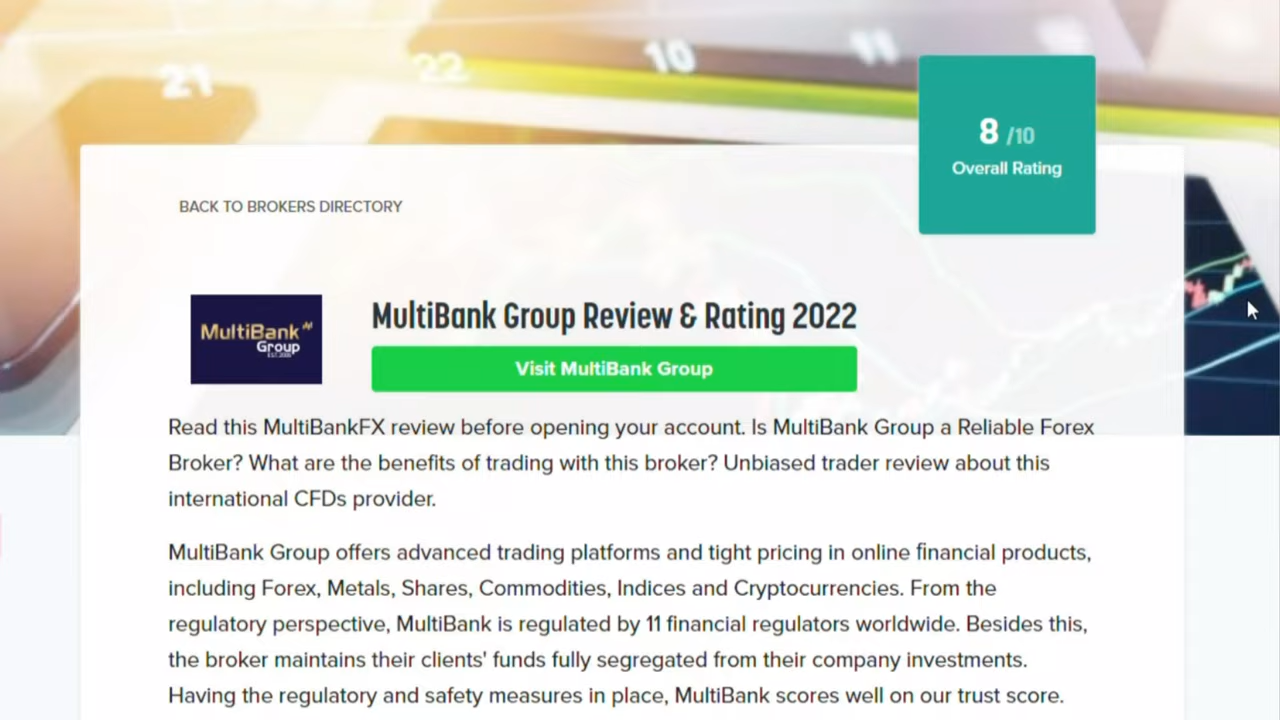 21 22 10 11
8 /10
Overall Rating
BACK TO BROKERS DIRECTORY
MultiBank
Group
EST. 2005
MultiBank Group Review & Rating 2022
Visit MultiBank Group
Read this MultiBankFX review before opening your account. Is MultiBank Group a Reliable Forex
Broker? What are the benefits of trading with this broker? Unbiased trader review about this
international CFDs provider.
MultiBank Group offers advanced trading platforms and tight pricing in online financial products,
including Forex, Metals, Shares, Commodities, Indices and Cryptocurrencies. From the
regulatory perspective, MultiBank is regulated by 11 financial regulators worldwide. Besides this,
the broker maintains their clients' funds fully segregated from their company investments.
Having the regulatory and safety measures in place, MultiBank scores well on our trust score.